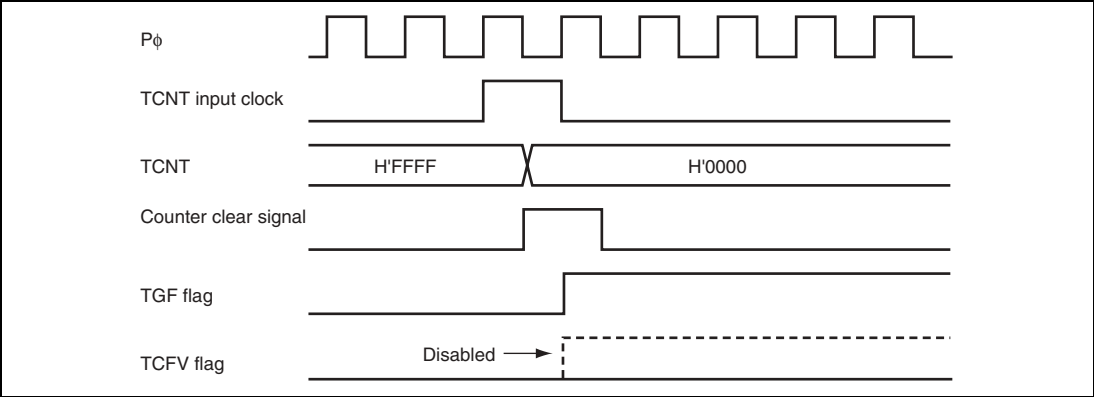 Pϕ
TCNT input clock
TCNT
H'FFFF
H'0000
Counter clear signal
TGF flag
Disabled
TCFV flag